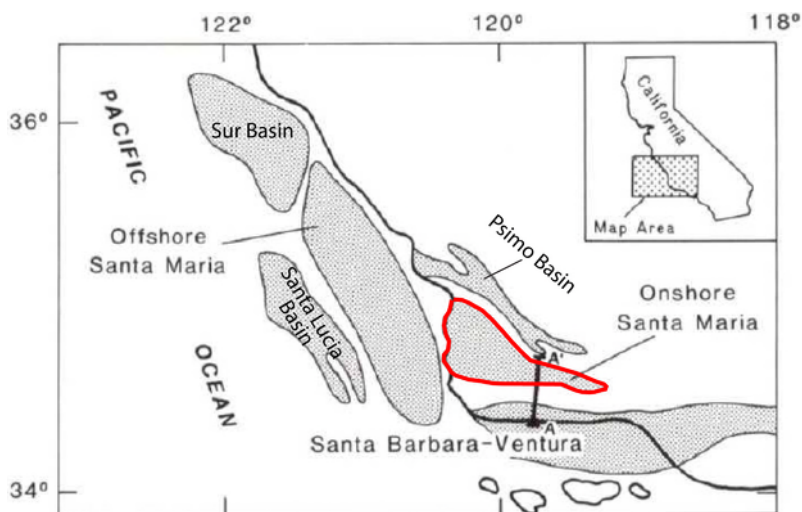 122° 120° 118°
36°
34°
PACIFIC
OCEAN
Sur Basin
Offshore
Santa Maria
Santa Lucia
Basin
Psimo Basin
Onshore
Santa Maria
A'
A
Santa Barbara-Ventura
California
Map Area